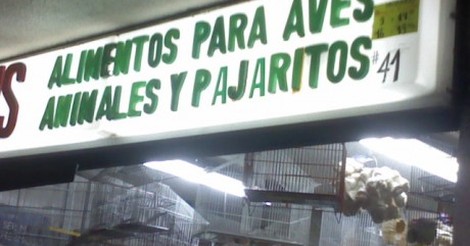 ALIMENTOS PARA AVES
ANIMALES Y PAJARITOS #41